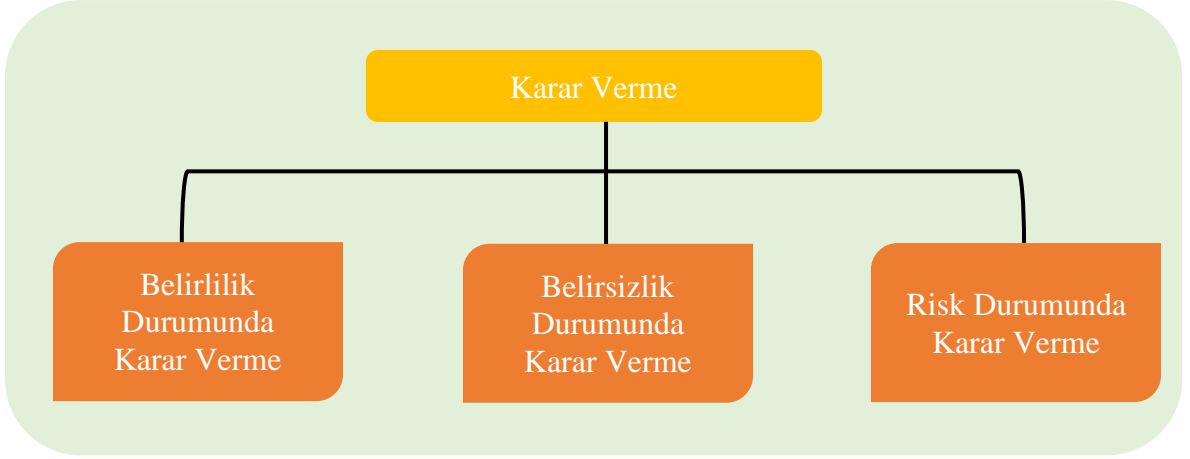 Karar Verme
Belirlilik
Durumunda
Karar Verme
Belirsizlik
Durumunda
Karar Verme
Risk Durumunda
Karar Verme